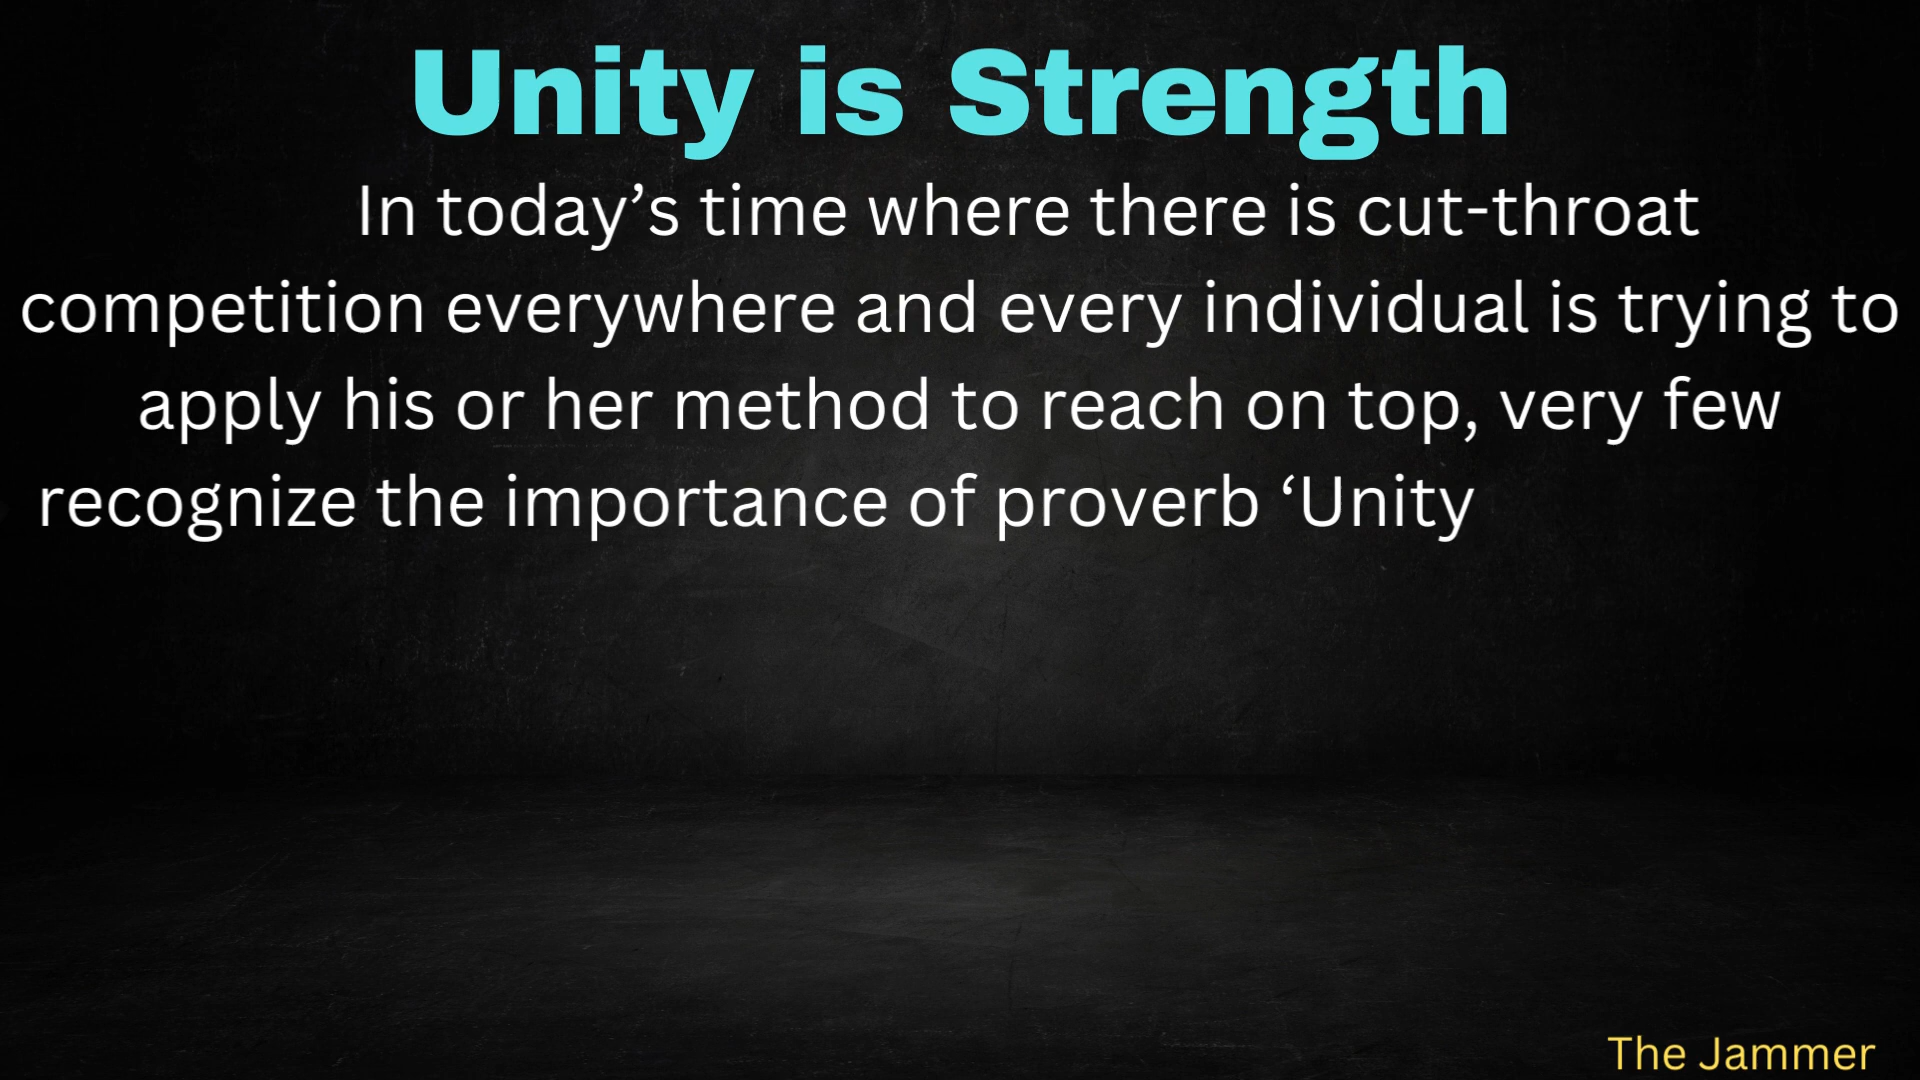 Unity is Strength
In today’s time where there is cut-throat
competition everywhere and every individual is trying to
apply his or her method to reach on top, very few
recognize the importance of proverb ‘Unity
The Jammer